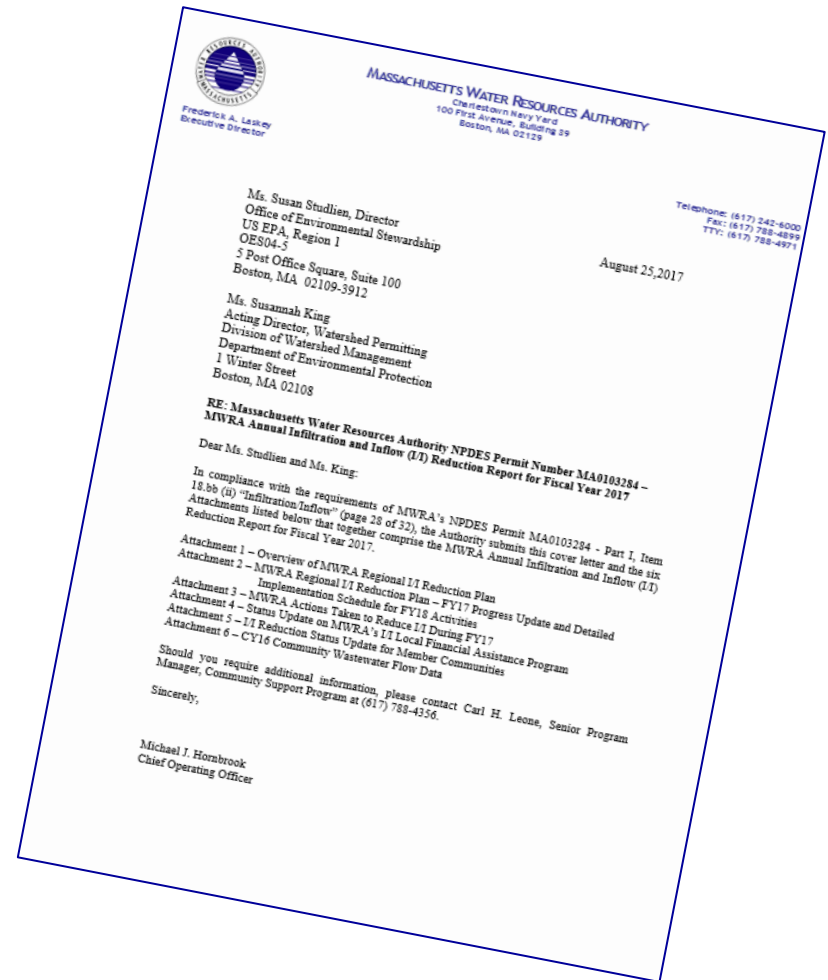 MASSACHUSETTS WATER RESOURCES AUTHORITY
MASSACHUSETTS WATER RESOURCES AUTHORITY
Charlestown Navy Yard
100 First Avenue, Building 39
Boston, MA 02129
Frederick A. Laskey
Executive Director
Telephone: (617) 242-6000
Fax: (617) 788-4899
TTY: (617) 788-4971
August 25,2017
Ms. Susan Studlien, Director
Office of Environmental Stewardship
US EPA, Region 1
OES04-5
5 Post Office Square, Suite 100
Boston, MA 02109-3912
Ms. Susannah King
Acting Director, Watershed Permitting
Division of Watershed Management
Department of Environmental Protection
1 Winter Street
Boston, MA 02108
RE: Massachusetts Water Resources Authority NPDES Permit Number MA0103284 –
MWRA Annual Infiltration and Inflow (I/I) Reduction Report for Fiscal Year 2017
Dear Ms. Studlien and Ms. King:
In compliance with the requirements of MWRA's NPDES Permit MA0103284 - Part I, Item
18.bb (ii) "Infiltration/Inflow" (page 28 of 32), the Authority submits this cover letter and the six
Attachments listed below that together comprise the MWRA Annual Infiltration and Inflow (I/I)
Reduction Report for Fiscal Year 2017.
Attachment 1 – Overview of MWRA Regional I/I Reduction Plan
Attachment 2 – MWRA Regional I/I Reduction Plan – FY17 Progress Update and Detailed
Implementation Schedule for FY18 Activities
Attachment 3 – MWRA Actions Taken to Reduce I/I During FY17
Attachment 4 – Status Update on MWRA's I/I Local Financial Assistance Program
Attachment 5 – I/I Reduction Status Update for Member Communities
Attachment 6 – CY16 Community Wastewater Flow Data
Should you require additional information, please contact Carl H. Leone, Senior Program
Manager, Community Support Program at (617) 788-4356.
Sincerely,
Michael J. Hornbrook
Chief Operating Officer